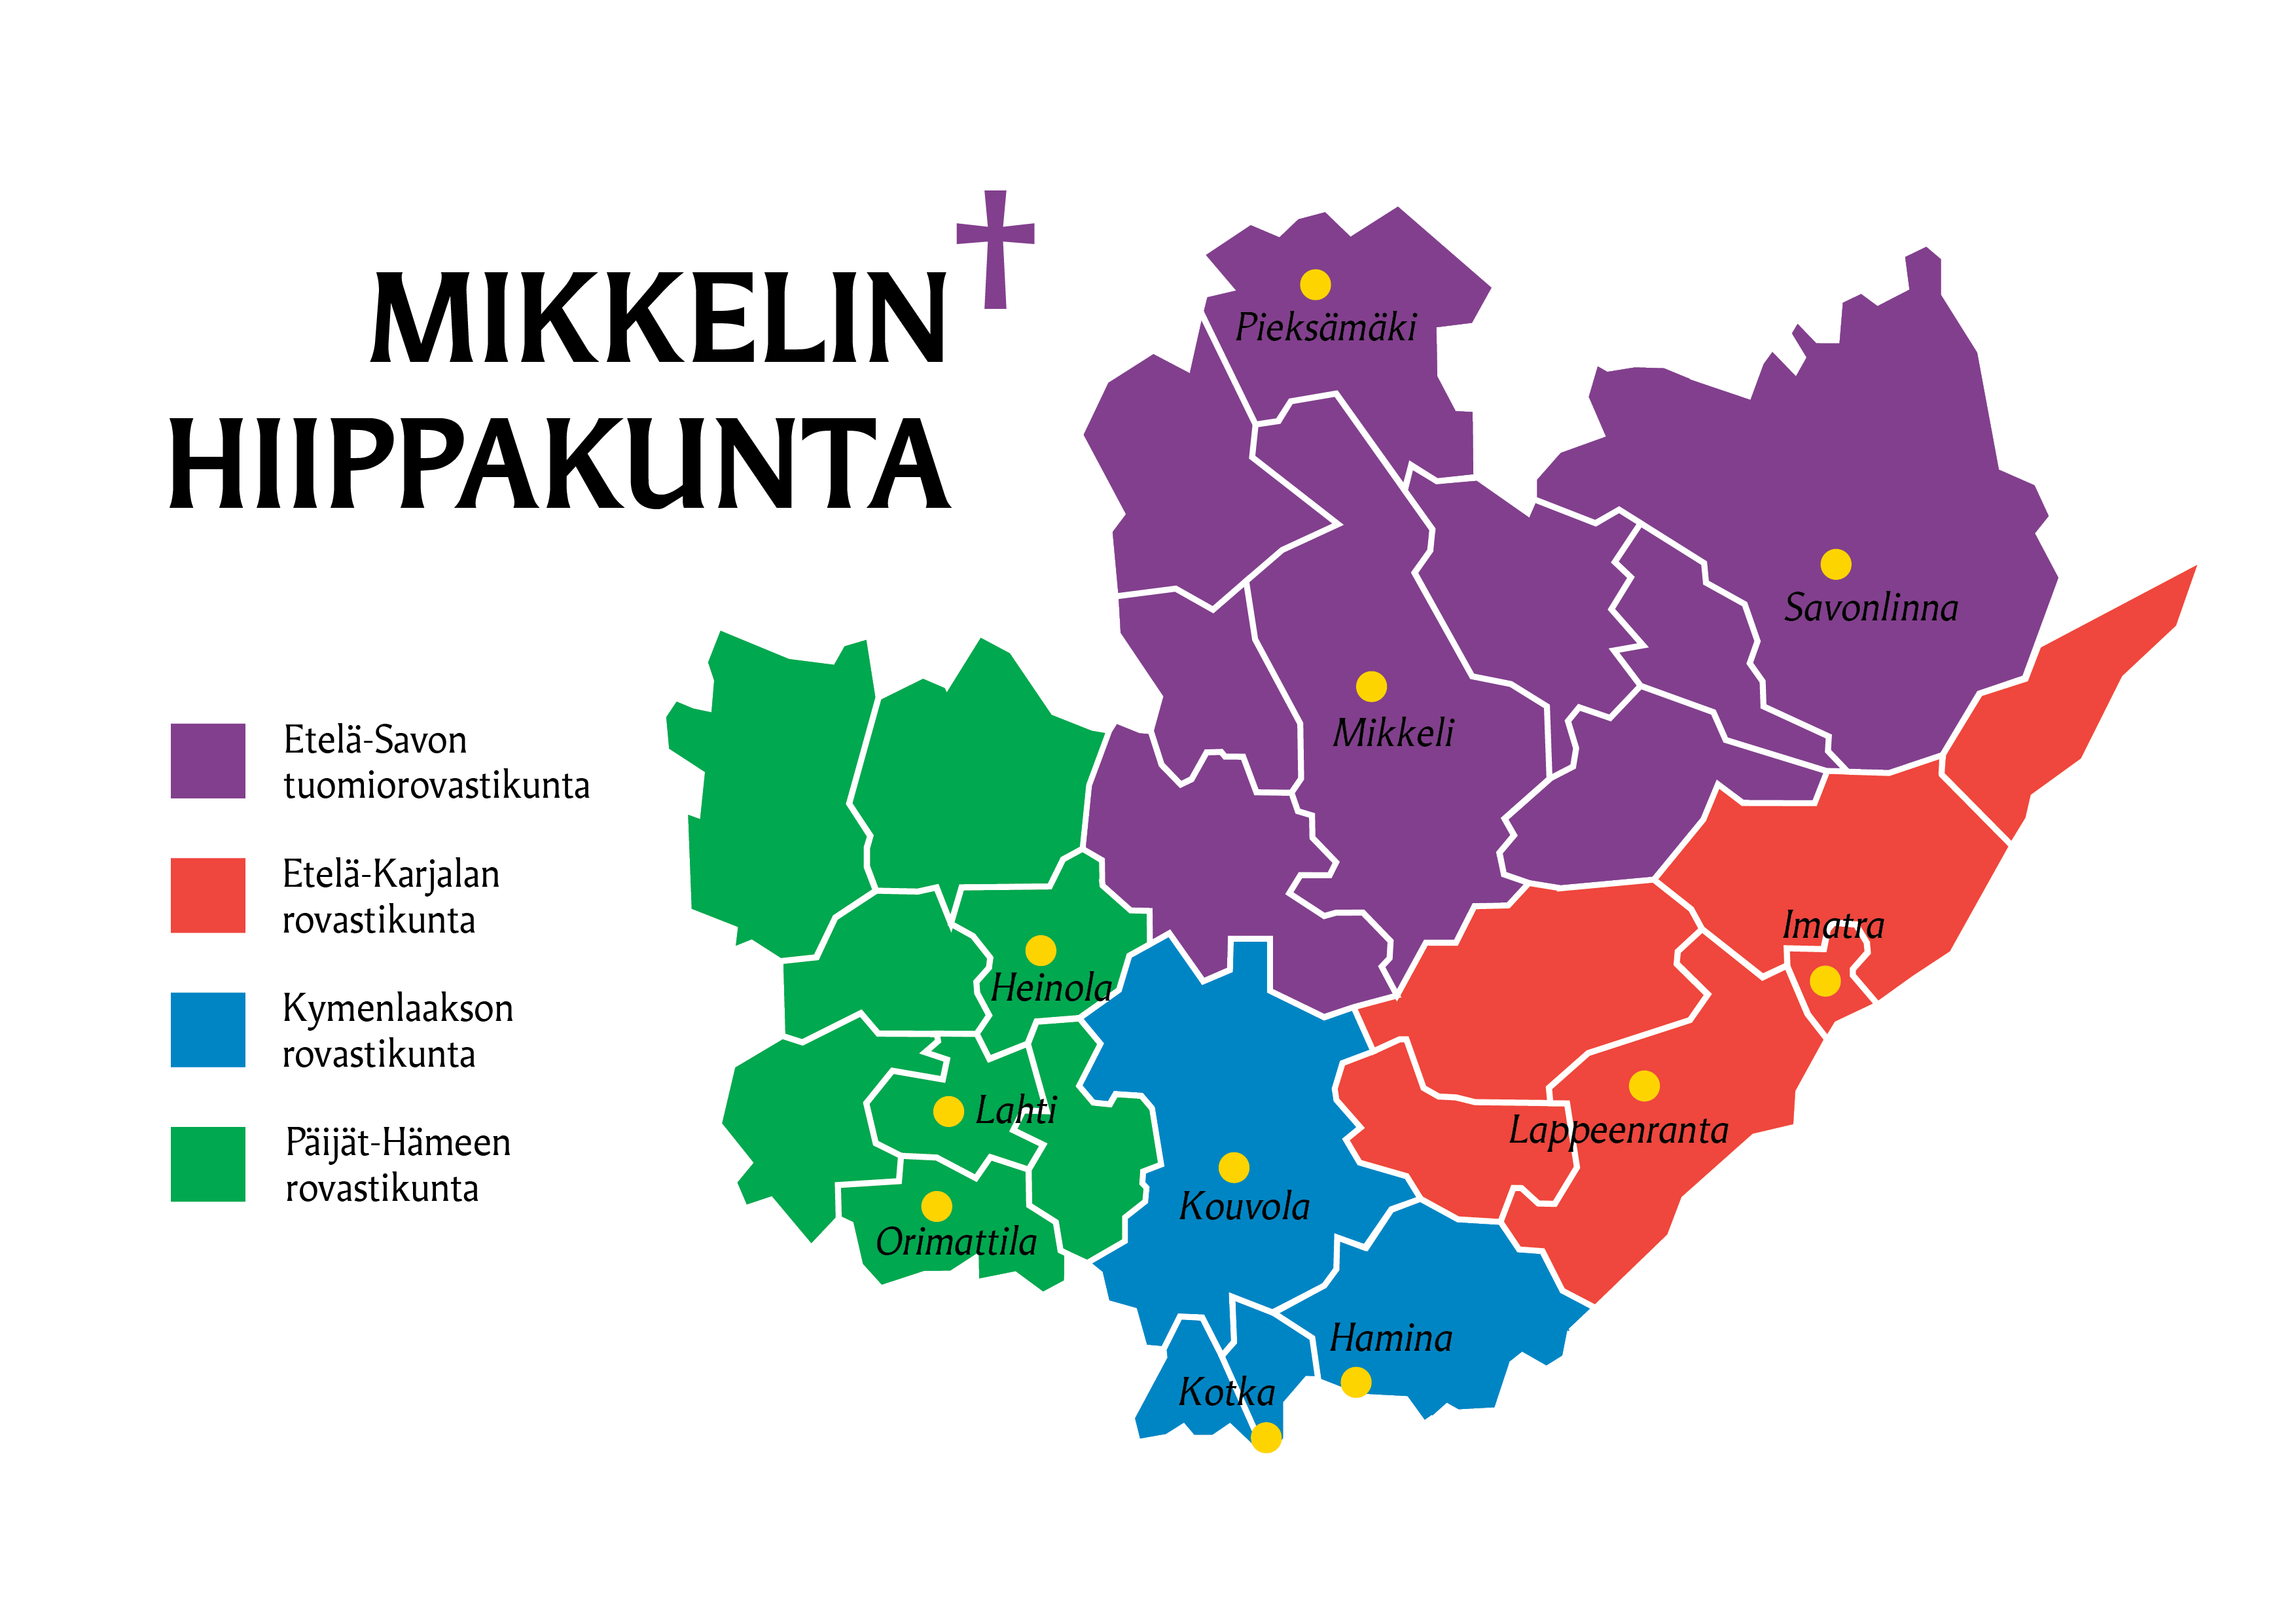 MIKKELIN
HIIPPAKUNTA
Etelä-Savon
tuomiorovastikunta
Etelä-Karjalan
rovastikunta
Kymenlaakson
rovastikunta
Päijät-Hämeen
rovastikunta
Pieksämäki
Savonlinna
Mikkeli
Imatra
Heinola
Lahti
Lappeenranta
Kouvola
Orimattila
Hamina
Kotka